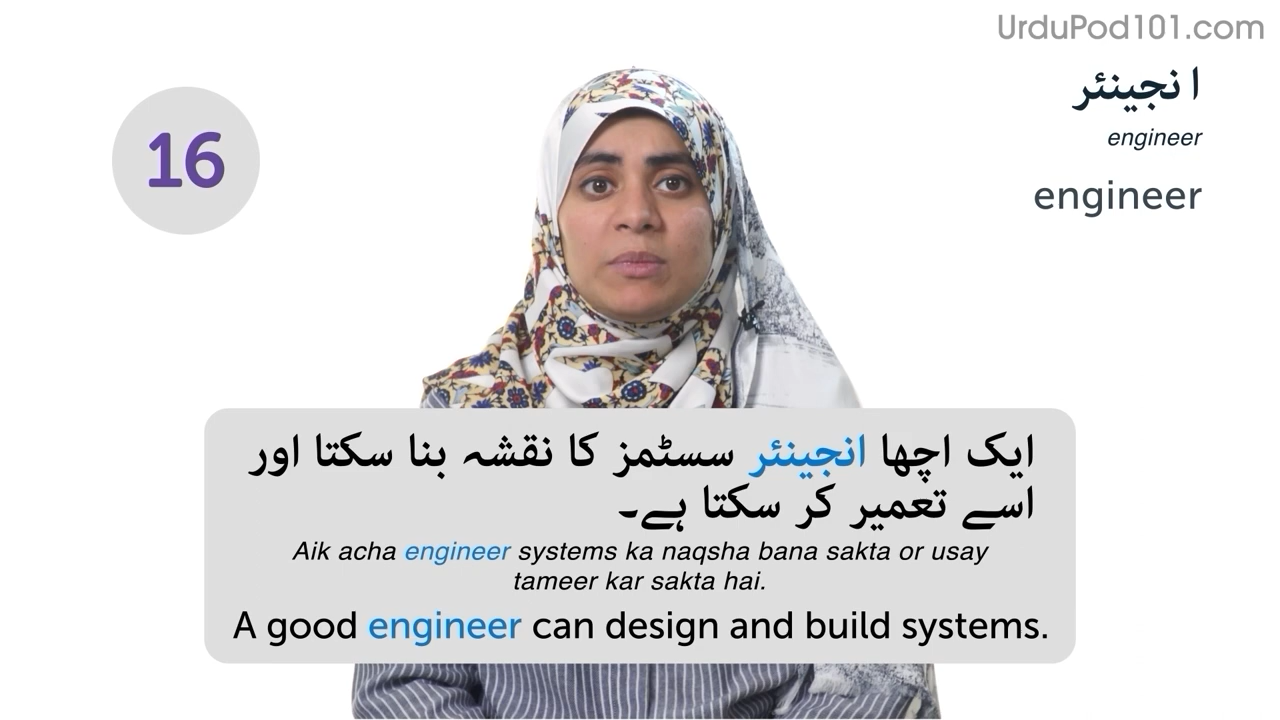 UrduPod101.com
16
انجینئر
engineer
engineer
ایک اچھا انجینئر سسٹمز کا نقشہ بنا سکتا اور
اسے تعمیر کر سکتا ہے۔
Aik acha engineer systems ka naqsha bana sakta or usay
tameer kar sakta hai.
A good engineer can design and build systems.